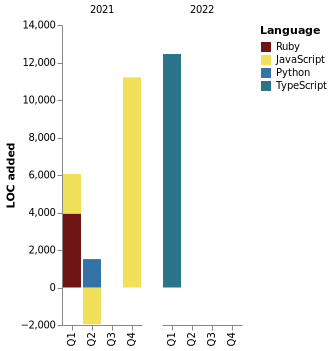 2021
2022
LOC added
14,000
12,000
10,000
8,000
6,000
4,000
2,000
0
−2,000
Q1
Q2
Q3
Q4
Q1
Q2
Q3
Q4
Language
Ruby
JavaScript
Python
TypeScript